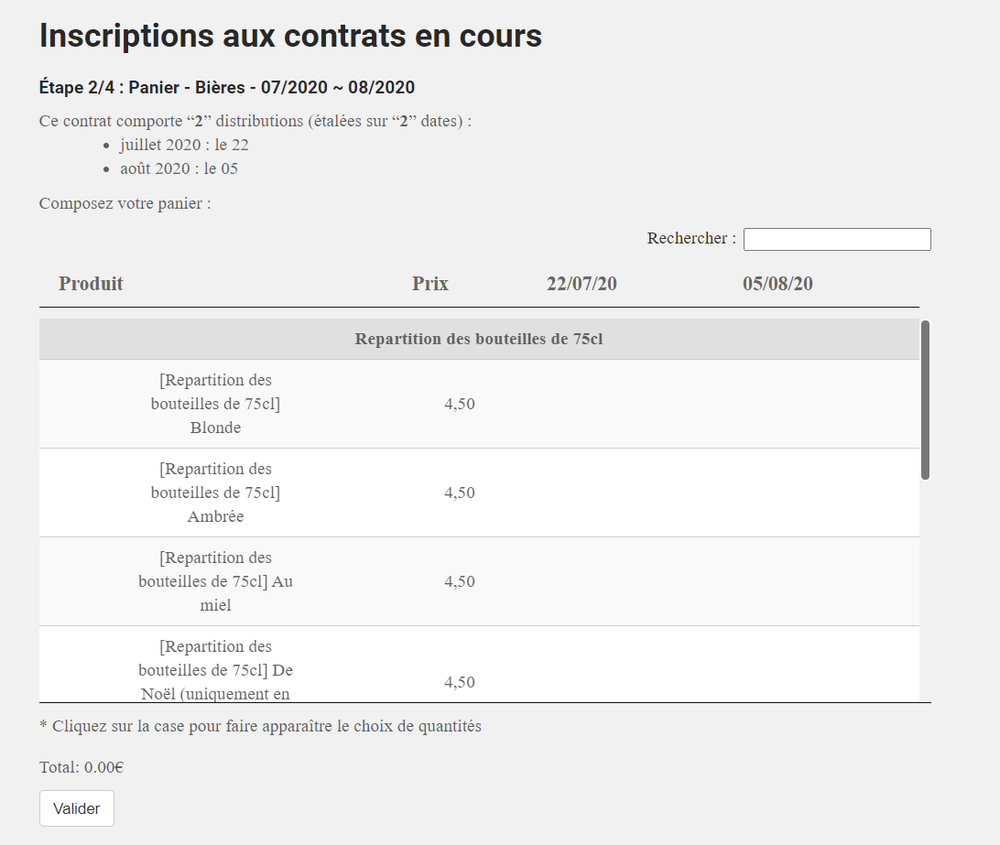 Inscriptions aux contrats en cours
Étape 2/4 : Panier - Bières - 07/2020 ~ 08/2020
Ce contrat comporte “2” distributions (étalées sur “2” dates) :
juillet 2020 : le 22
août 2020 : le 05
Composez votre panier :
Rechercher :
Produit Prix 22/07/20 05/08/20
Repartition des bouteilles de 75cl
[Repartition des
bouteilles de 75cl]
Blonde
4,50
[Repartition des
bouteilles de 75cl]
Ambrée
4,50
[Repartition des
bouteilles de 75cl] Au
miel
4,50
[Repartition des
bouteilles de 75cl] De
Noël (uniquement en
4,50
* Cliquez sur la case pour faire apparaître le choix de quantités
Total: 0.00€
Valider